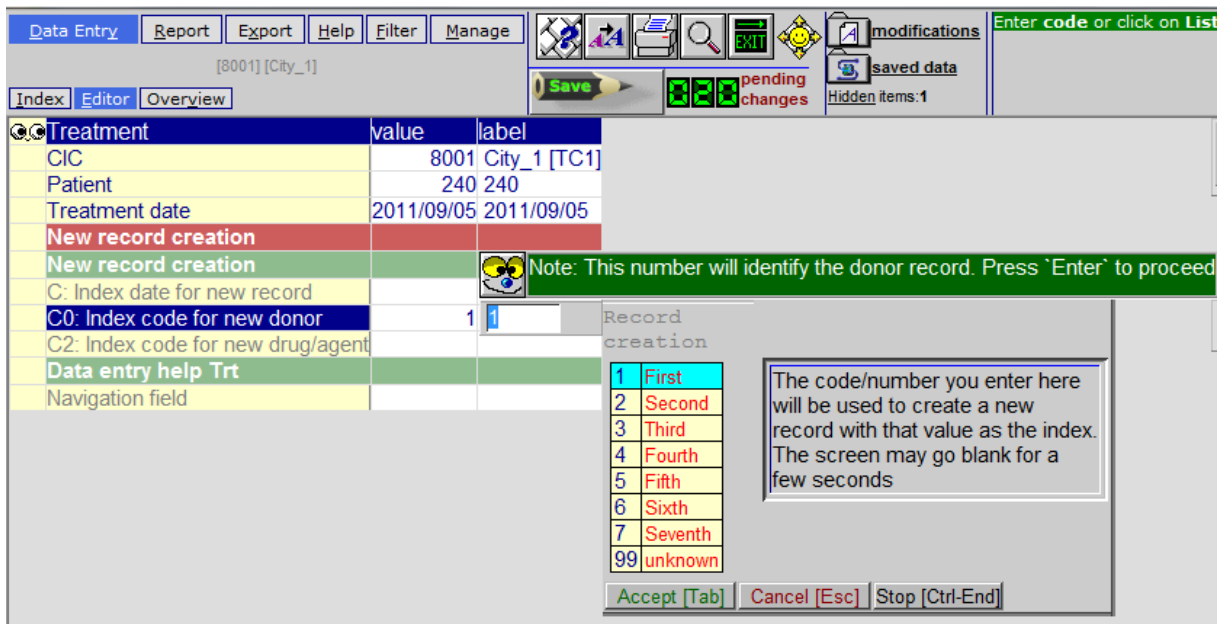 Data Entry Report Export Help Filter Manage
[8001] [City_1]
Index Editor Overview
EXIT
Save
828 pending
changes
modifications
saved data
Hidden items:1
Enter code or click on List
Treatment value label
CIC 8001 City_1 [TC1]
Patient 240 240
Treatment date 2011/09/05 2011/09/05
New record creation
New record creation
Note: This number will identify the donor record. Press `Enter` to proceed
C: Index date for new record
C0: Index code for new donor 1 1
C2: Index code for new drug/agent
Data entry help Trt
Navigation field
Record
creation
1 First
2 Second
3 Third
4 Fourth
5 Fifth
6 Sixth
7 Seventh
99 unknown
The code/number you enter here
will be used to create a new
record with that value as the index.
The screen may go blank for a
few seconds
Accept [Tab] Cancel [Esc] Stop [Ctrl-End]